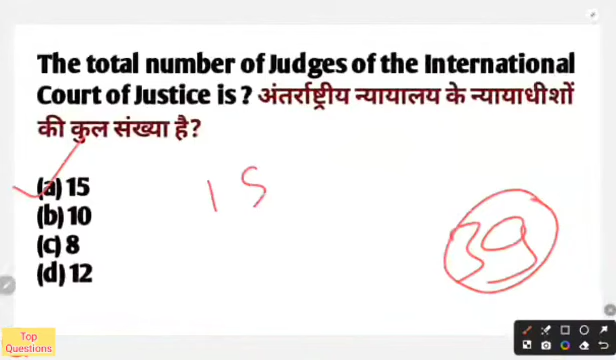 The total number of Judges of the International
Court of Justice is ? अंतर्राष्ट्रीय न्यायालय के न्यायाधीशों
की कुल संख्या है?
(a) 15
(b) 10
(c) 8
(d) 12
15
39
Top
Questions